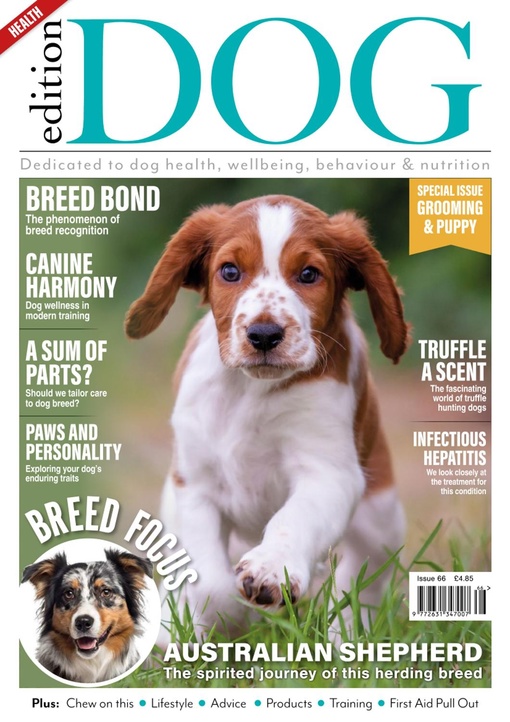 HEALTH
edition
DOG
Dedicated to dog health, wellbeing, behaviour & nutrition
BREED BOND
The phenomenon of
breed recognition
CANINE
HARMONY
Dog wellness in
modern training
A SUM OF
PARTS?
Should we tailor care
to dog breed?
PAWS AND
PERSONALITY
Exploring your dog's
enduring traits
SPECIAL ISSUE
GROOMING
& PUPPY
TRUFFLE
A SCENT
The fascinating
world of truffle
hunting dogs
INFECTIOUS
HEPATITIS
We look closely at
the treatment for
this condition
BREED FOCUS
Issue 66 £4.85
66 >
9 772631 347007
AUSTRALIAN SHEPHERD
The spirited journey of this herding breed
Plus: Chew on this • Lifestyle • Advice • Products • Training • First Aid Pull Out